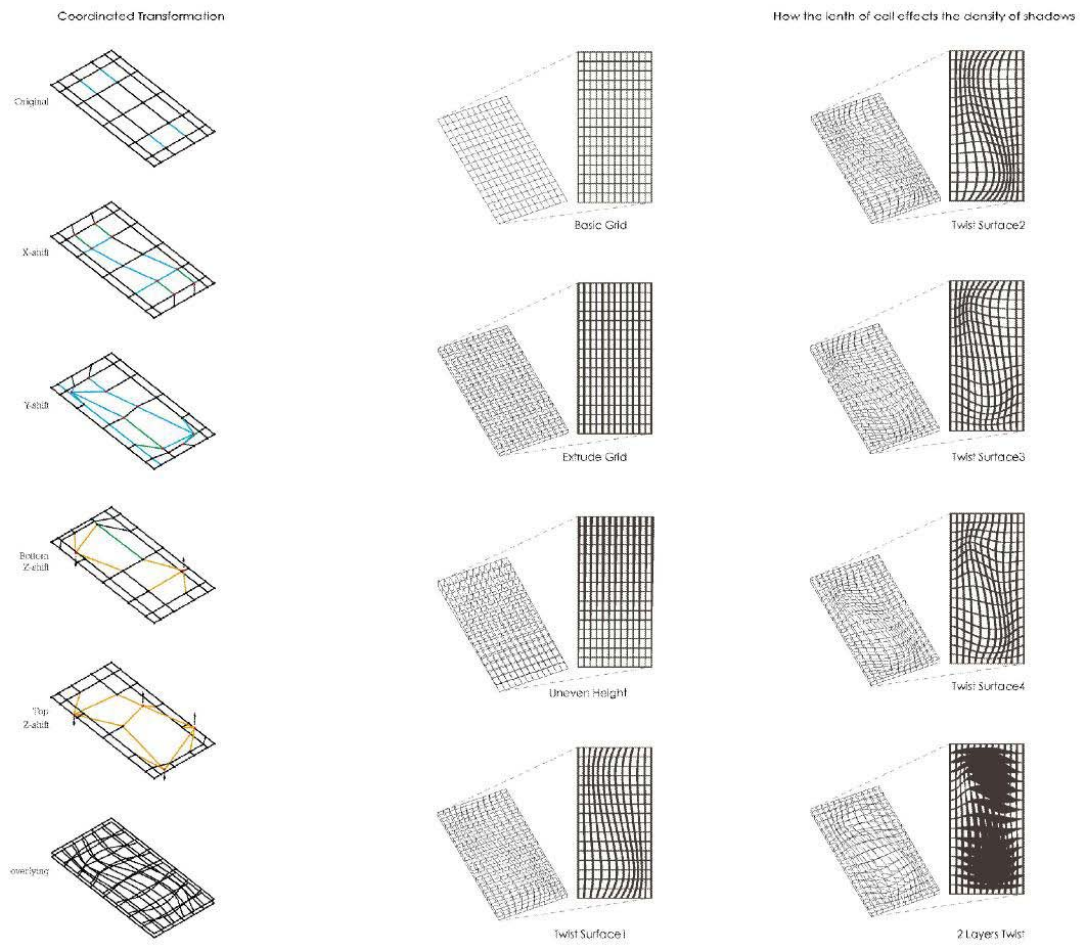 Coordinated Transformation
How the lenth of cell effects the density of shadows
Original
X-shift
Y-shift
Bottom
Z-shift
Top
Z-shift
overlying
Basic Grid
Extrude Grid
Uneven Height
Twist Surface1
Twist Surface2
Twist Surface3
Twist Surface4
2 Layers Twist